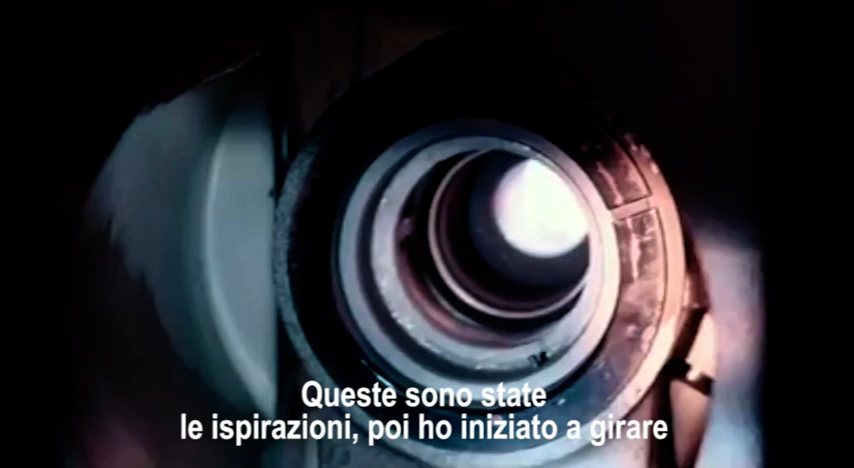 Queste sono state
le ispirazioni, poi ho iniziato a girare